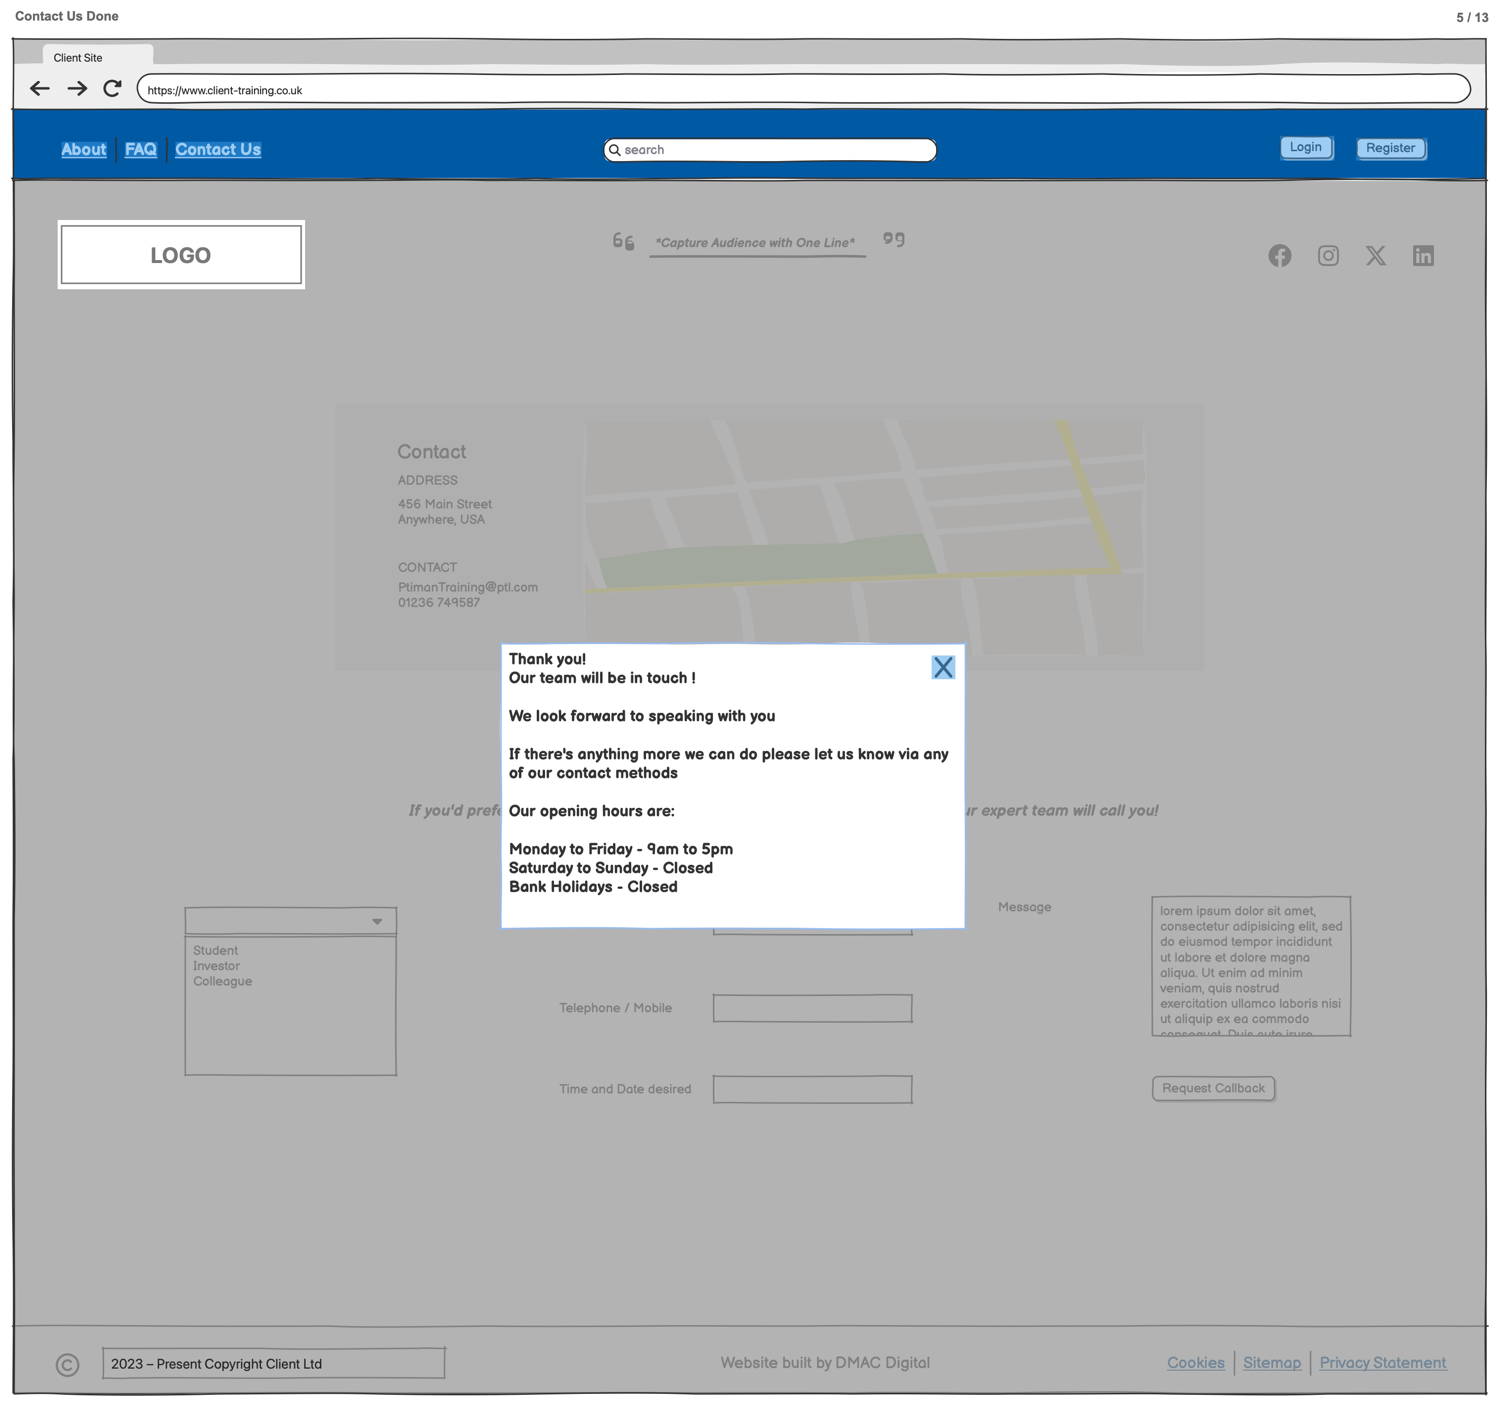 Contact Us Done
5 / 13
Client Site
https://www.client-training.co.uk
About
FAQ
Contact Us
search
Login
Register
LOGO
"Capture Audience with One Line"
Contact
ADDRESS
456 Main Street
Anywhere, USA
CONTACT
PtimanTraining@ptl.com
01236 749587
Thank you!
Our team will be in touch !
We look forward to speaking with you
If there's anything more we can do please let us know via any
of our contact methods
Our opening hours are:
Monday to Friday - 9am to 5pm
Saturday to Sunday - Closed
Bank Holidays - Closed
X
If you'd
expert team will call you!
Student
Investor
Colleague
Telephone / Mobile
Time and Date desired
Message
lorem ipsum dolor sit amet,
consectetur adipisicing elit, sed
do eiusmod tempor incididunt
ut labore et dolore magna
aliqua. Ut enim ad minim
veniam, quis nostrud
exercitation ullamco laboris nisi
ut aliquip ex ea commodo
consequat. Duis aute irure
Request Callback
©
2023 – Present Copyright Client Ltd
Website built by DMAC Digital
Cookies
Sitemap
Privacy Statement